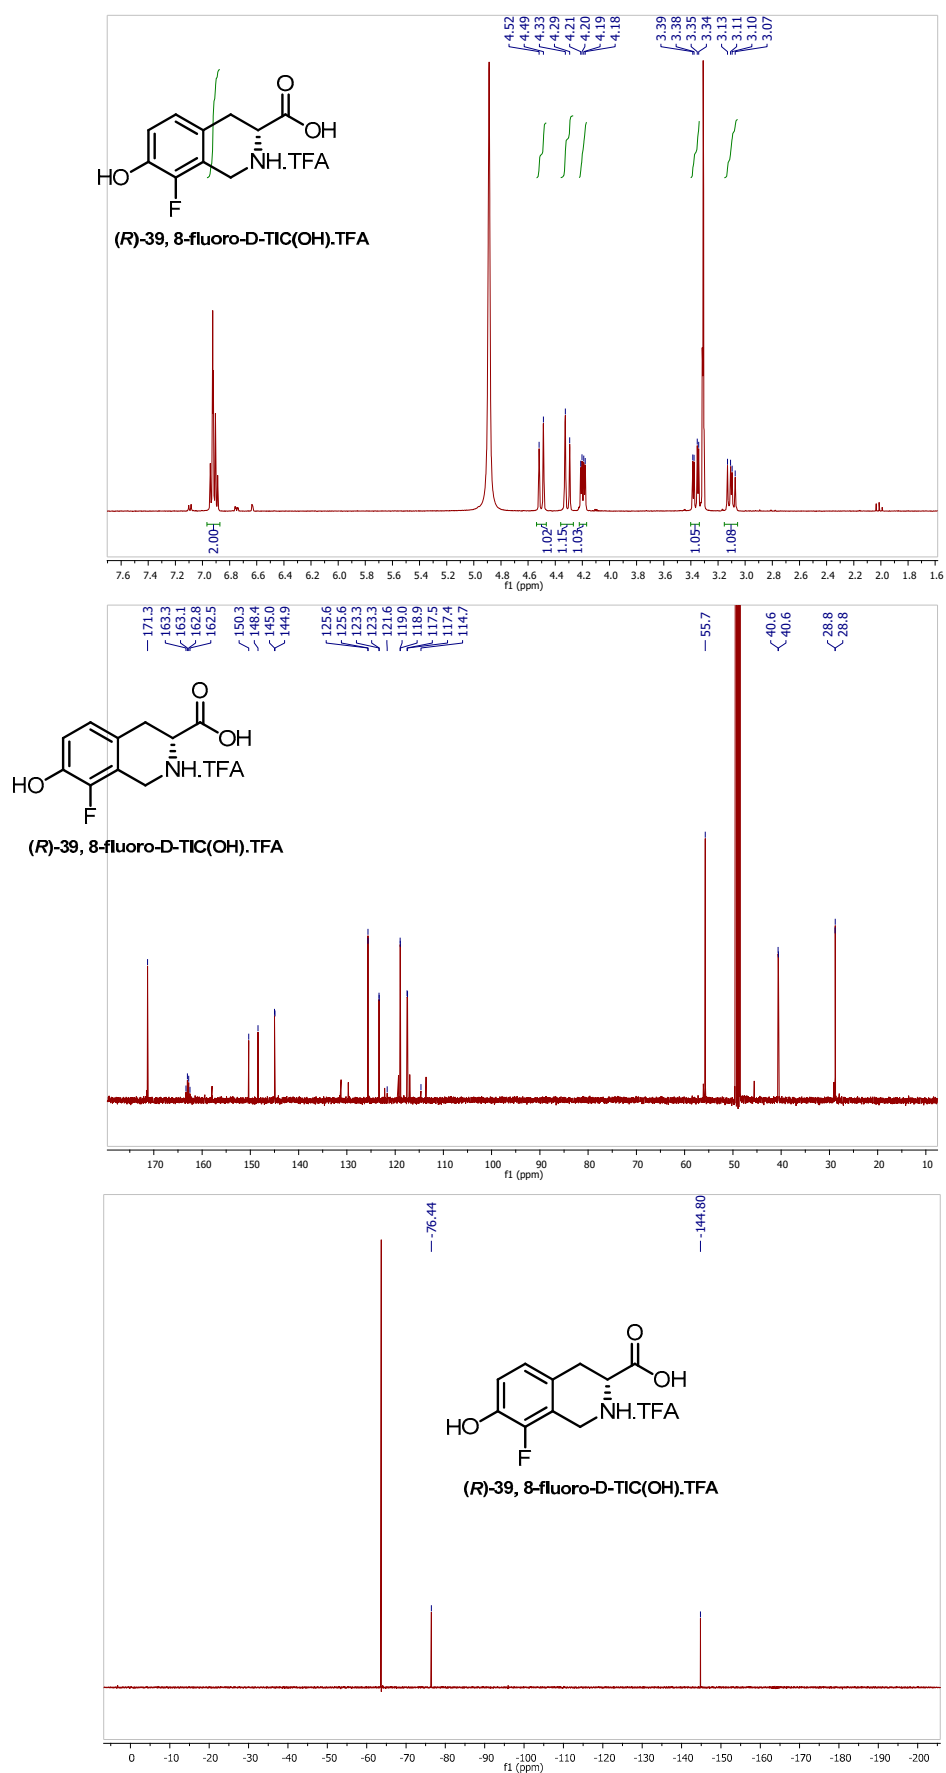 4.52
4.49
4.33
4.29
4.21
4.20
4.19
4.18
3.39
3.38
3.35
3.34
3.13
3.11
3.10
3.07
O
OH
NH.TFA
HO
F
(R)-39, 8-fluoro-D-TIC(OH).TFA
2.00
1.02
1.15
1.03
1.05
1.08
7.6 7.4 7.2 7.0 6.8 6.6 6.4 6.2 6.0 5.8 5.6 5.4 5.2 5.0 4.8 4.6 4.4 4.2 4.0 3.8 3.6 3.4 3.2 3.0 2.8 2.6 2.4 2.2 2.0 1.8 1.6
f1 (ppm)
171.3
163.3
163.1
162.8
162.5
150.3
148.4
145.0
144.9
125.6
125.6
123.3
123.3
121.6
119.0
118.9
117.5
117.4
114.7
55.7
40.6
40.6
28.8
28.8
O
OH
NH.TFA
HO
F
(R)-39, 8-fluoro-D-TIC(OH).TFA
170 160 150 140 130 120 110 100 90 80 70 60 50 40 30 20 10
f1 (ppm)
-76.44
-144.80
O
OH
NH.TFA
HO
F
(R)-39, 8-fluoro-D-TIC(OH).TFA
0 -10 -20 -30 -40 -50 -60 -70 -80 -90 -100 -110 -120 -130 -140 -150 -160 -170 -180 -190 -200
f1 (ppm)